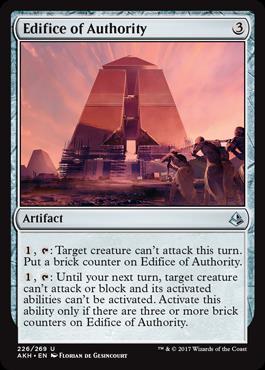 Edifice of Authority 3
Artifact
1, T: Target creature can't attack this turn.
Put a brick counter on Edifice of Authority.
1, T: Until your next turn, target creature
can't attack or block and its activated
abilities can't be activated. Activate this
ability only if there are three or more brick
counters on Edifice of Authority.
226/269 U
AKH • EN Florian de Gesincourt
™ & © 2017 Wizards of the Coast